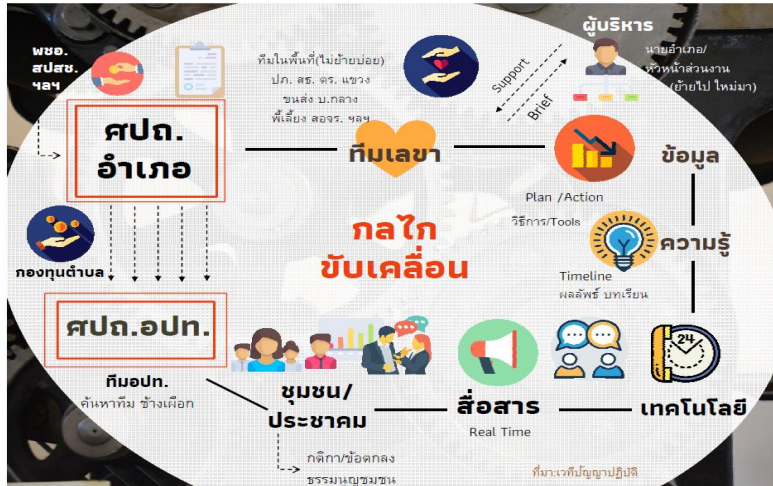 พชอ.
สปสช.
ฯลฯ
ศปถ.
อำเภอ
ทีมในพื้นที่(ไม่ย้ายบ่อย)
ปภ. สธ. ตร. แขวง
ขนส่ง บ.กลาง
พี่เลี้ยง สอจร. ฯลฯ
ทีมเลขา
Support
Brief
ผู้บริหาร
นายอำเภอ/
หัวหน้าส่วนงาน
(ย้ายไป ใหม่มา)
ข้อมูล
Plan /Action
วิธีการ/Tools
ความรู้
Timeline
ผลลัพธ์ บทเรียน
กลไก
ขับเคลื่อน
กองทุนตำบล
ศปถ.อปท.
ทีมอปท.
ค้นหาทีม ช้างเผือก
ชุมชน/
ประชาคม
กติกา/ข้อตกลง
ธรรมนูญชุมชน
สื่อสาร
Real Time
24
เทคโนโลยี
ที่มา:เวทีปัญญาปฏิบัติ